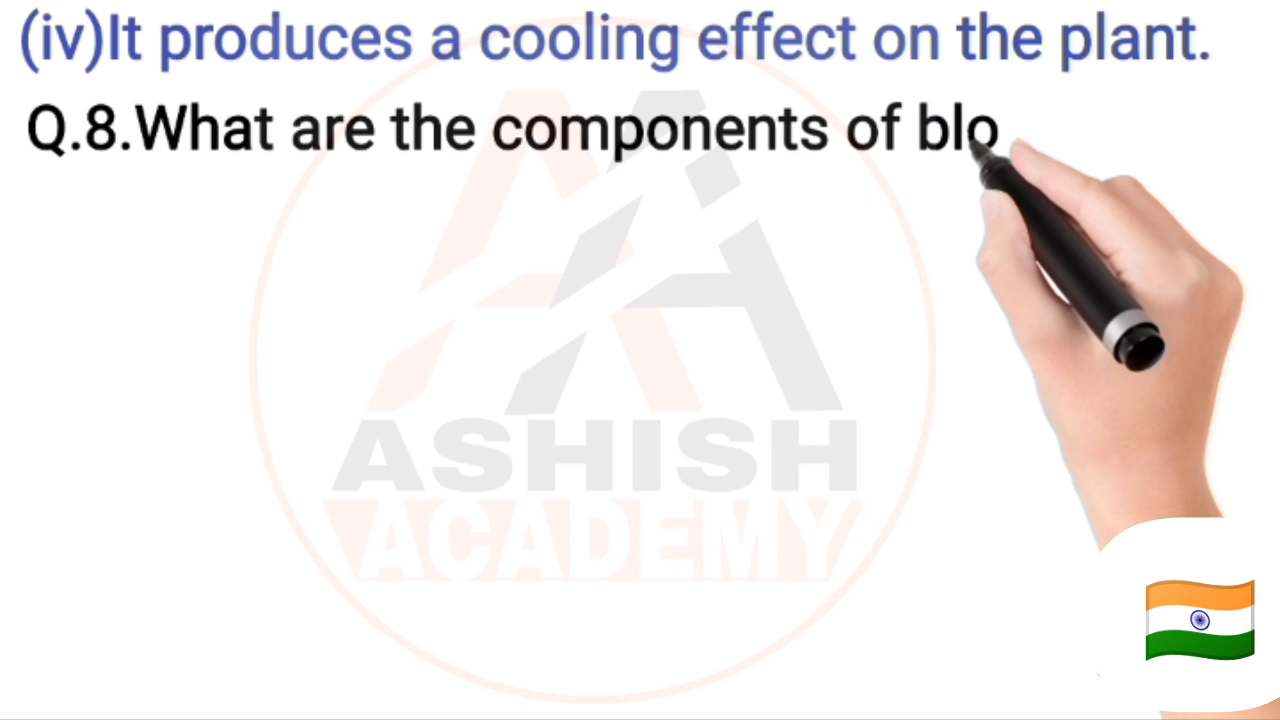 (iv)It produces a cooling effect on the plant.
Q.8.What are the components of blo
ASHISH
ACADEMY